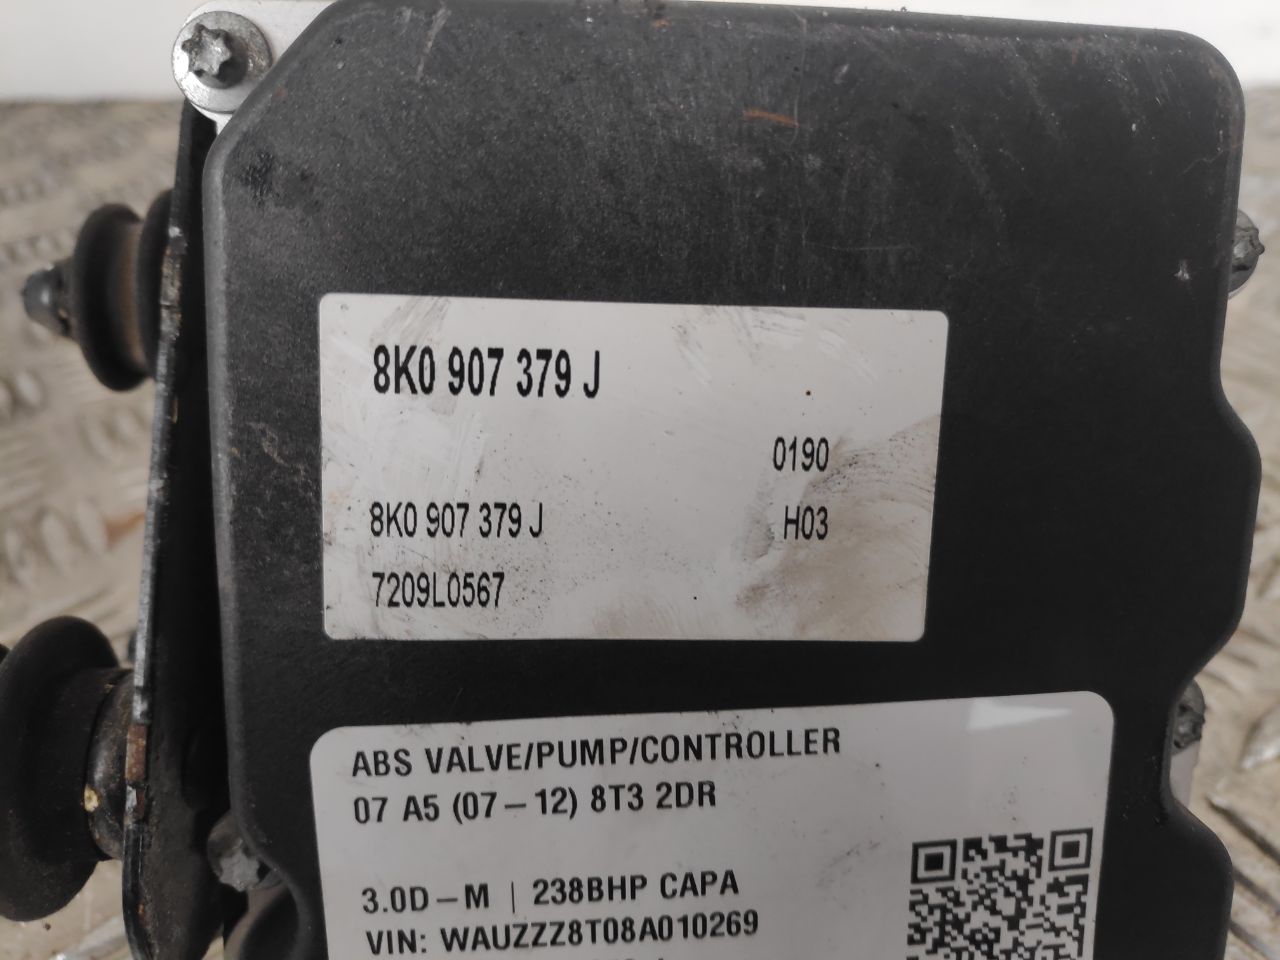 8K0 907 379 J
0190
8K0 907 379 J H03
7209L0567
ABS VALVE/PUMP/CONTROLLER
07 A5 (07-12) 8T3 2DR
3.0D-M | 238BHP CAPA
VIN: WAUZZZ8T08A010269